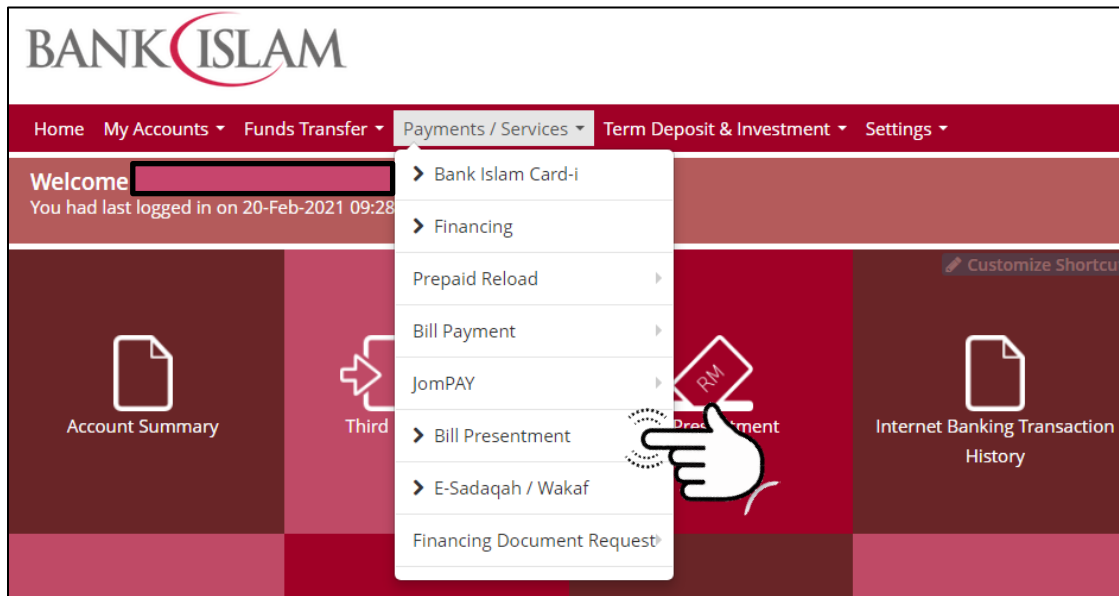 BANK ISLAM
Home My Accounts Funds Transfer Payments / Services Term Deposit & Investment Settings
Welcome
You had last logged in on 20-Feb-2021 09:28
Bank Islam Card-i
Financing
Prepaid Reload
Bill Payment
JomPAY
Bill Presentment
E-Sadaqah / Wakaf
Financing Document Request
Customize Shortcu
RM
Account Summary
Third
Internet Banking Transaction
History